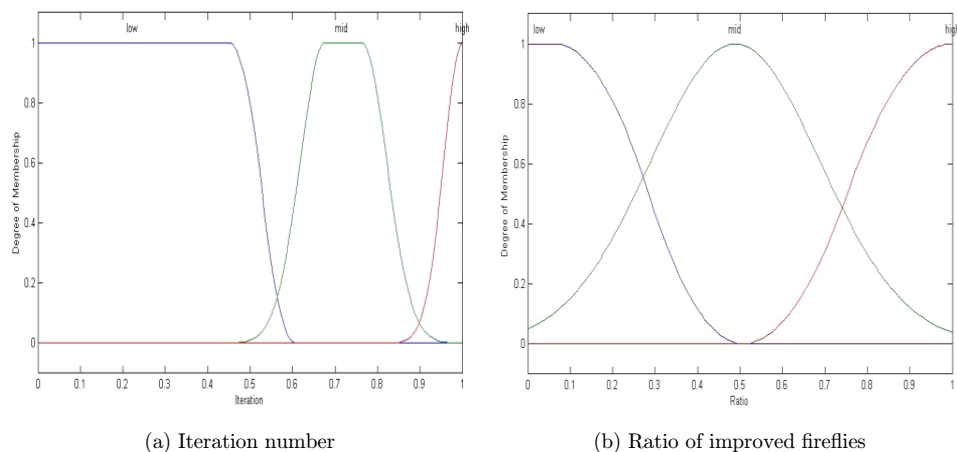 low mid high
1
0.8
0.6
0.4
0.2
0
Degree of Membership
0 0.1 0.2 0.3 0.4 0.5 0.6 0.7 0.8 0.9 1
Iteration
(a) Iteration number
low mid high
1
0.8
0.6
0.4
0.2
0
Degree of Membership
0 0.1 0.2 0.3 0.4 0.5 0.6 0.7 0.8 0.9 1
Ratio
(b) Ratio of improved fireflies